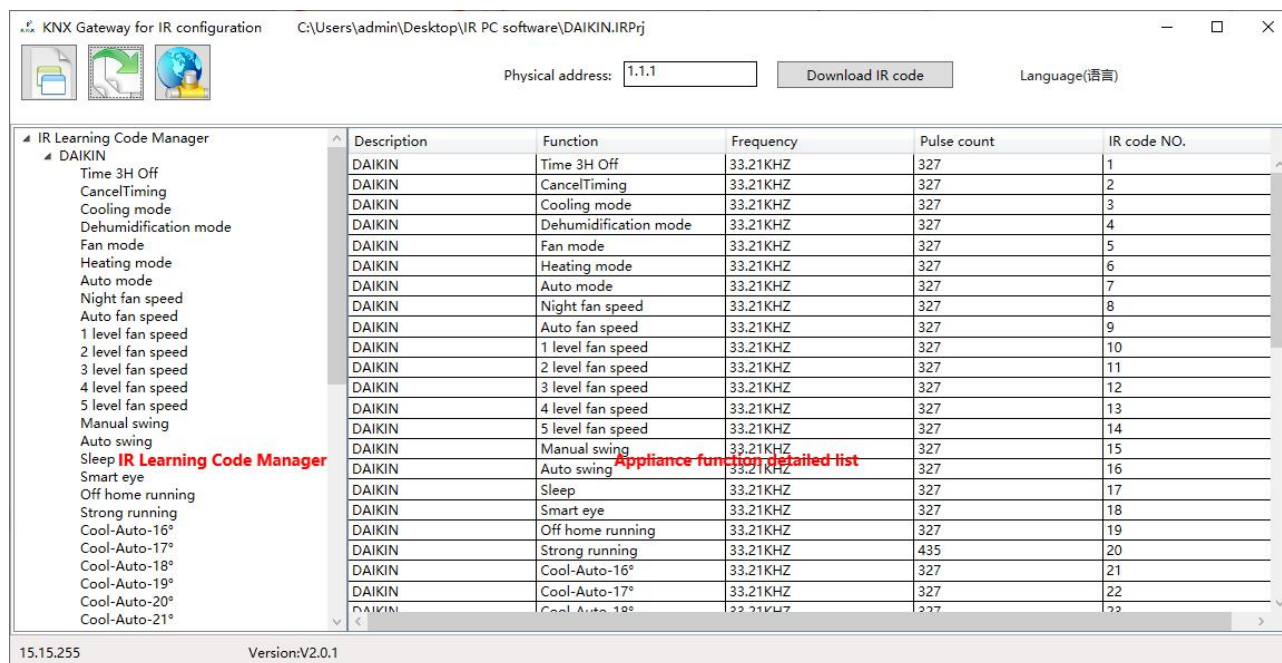 KNX Gateway for IR configuration C:\Users\admin\Desktop\IR PC software\DAIKIN.IRPrj
Physical address: 1.1.1 Download IR code Language(语言)
IR Learning Code Manager
DAIKIN
Time 3H Off
CancelTiming
Cooling mode
Dehumidification mode
Fan mode
Heating mode
Auto mode
Night fan speed
Auto fan speed
1 level fan speed
2 level fan speed
3 level fan speed
4 level fan speed
5 level fan speed
Manual swing
Auto swing
Sleep
IR Learning Code Manager
Smart eye
Off home running
Strong running
Cool-Auto-16°
Cool-Auto-17°
Cool-Auto-18°
Cool-Auto-19°
Cool-Auto-20°
Cool-Auto-21°
Description Function Frequency Pulse count IR code NO.
DAIKIN Time 3H Off 33.21KHZ 327 1
DAIKIN CancelTiming 33.21KHZ 327 2
DAIKIN Cooling mode 33.21KHZ 327 3
DAIKIN Dehumidification mode 33.21KHZ 327 4
DAIKIN Fan mode 33.21KHZ 327 5
DAIKIN Heating mode 33.21KHZ 327 6
DAIKIN Auto mode 33.21KHZ 327 7
DAIKIN Night fan speed 33.21KHZ 327 8
DAIKIN Auto fan speed 33.21KHZ 327 9
DAIKIN 1 level fan speed 33.21KHZ 327 10
DAIKIN 2 level fan speed 33.21KHZ 327 11
DAIKIN 3 level fan speed 33.21KHZ 327 12
DAIKIN 4 level fan speed 33.21KHZ 327 13
DAIKIN 5 level fan speed 33.21KHZ 327 14
DAIKIN Manual swing 33.21KHZ 327 15
Appliance function detailed list
DAIKIN Auto swing 33.21KHZ 327 16
DAIKIN Sleep 33.21KHZ 327 17
DAIKIN Smart eye 33.21KHZ 327 18
DAIKIN Off home running 33.21KHZ 327 19
DAIKIN Strong running 33.21KHZ 435 20
DAIKIN Cool-Auto-16° 33.21KHZ 327 21
DAIKIN Cool-Auto-17° 33.21KHZ 327 22
DAIKIN Cool-Auto-18° 33.21KHZ 327 23
15.15.255 Version:V2.0.1